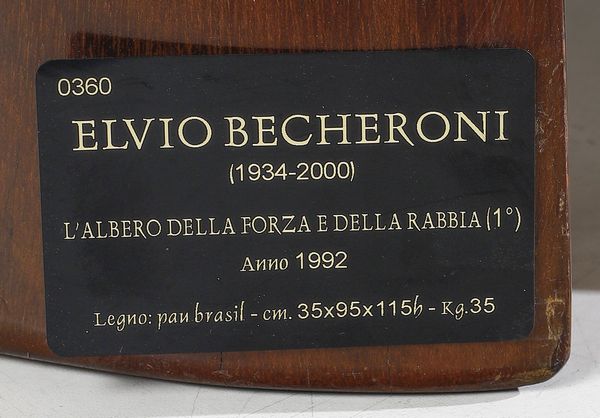 0360
ELVIO BECHERONI
(1934-2000)
L'ALBERO DELLA FORZA E DELLA RABBIA (1°)
Anno 1992
Legno: pau brasil - cm. 35x95x115h - Kg.35